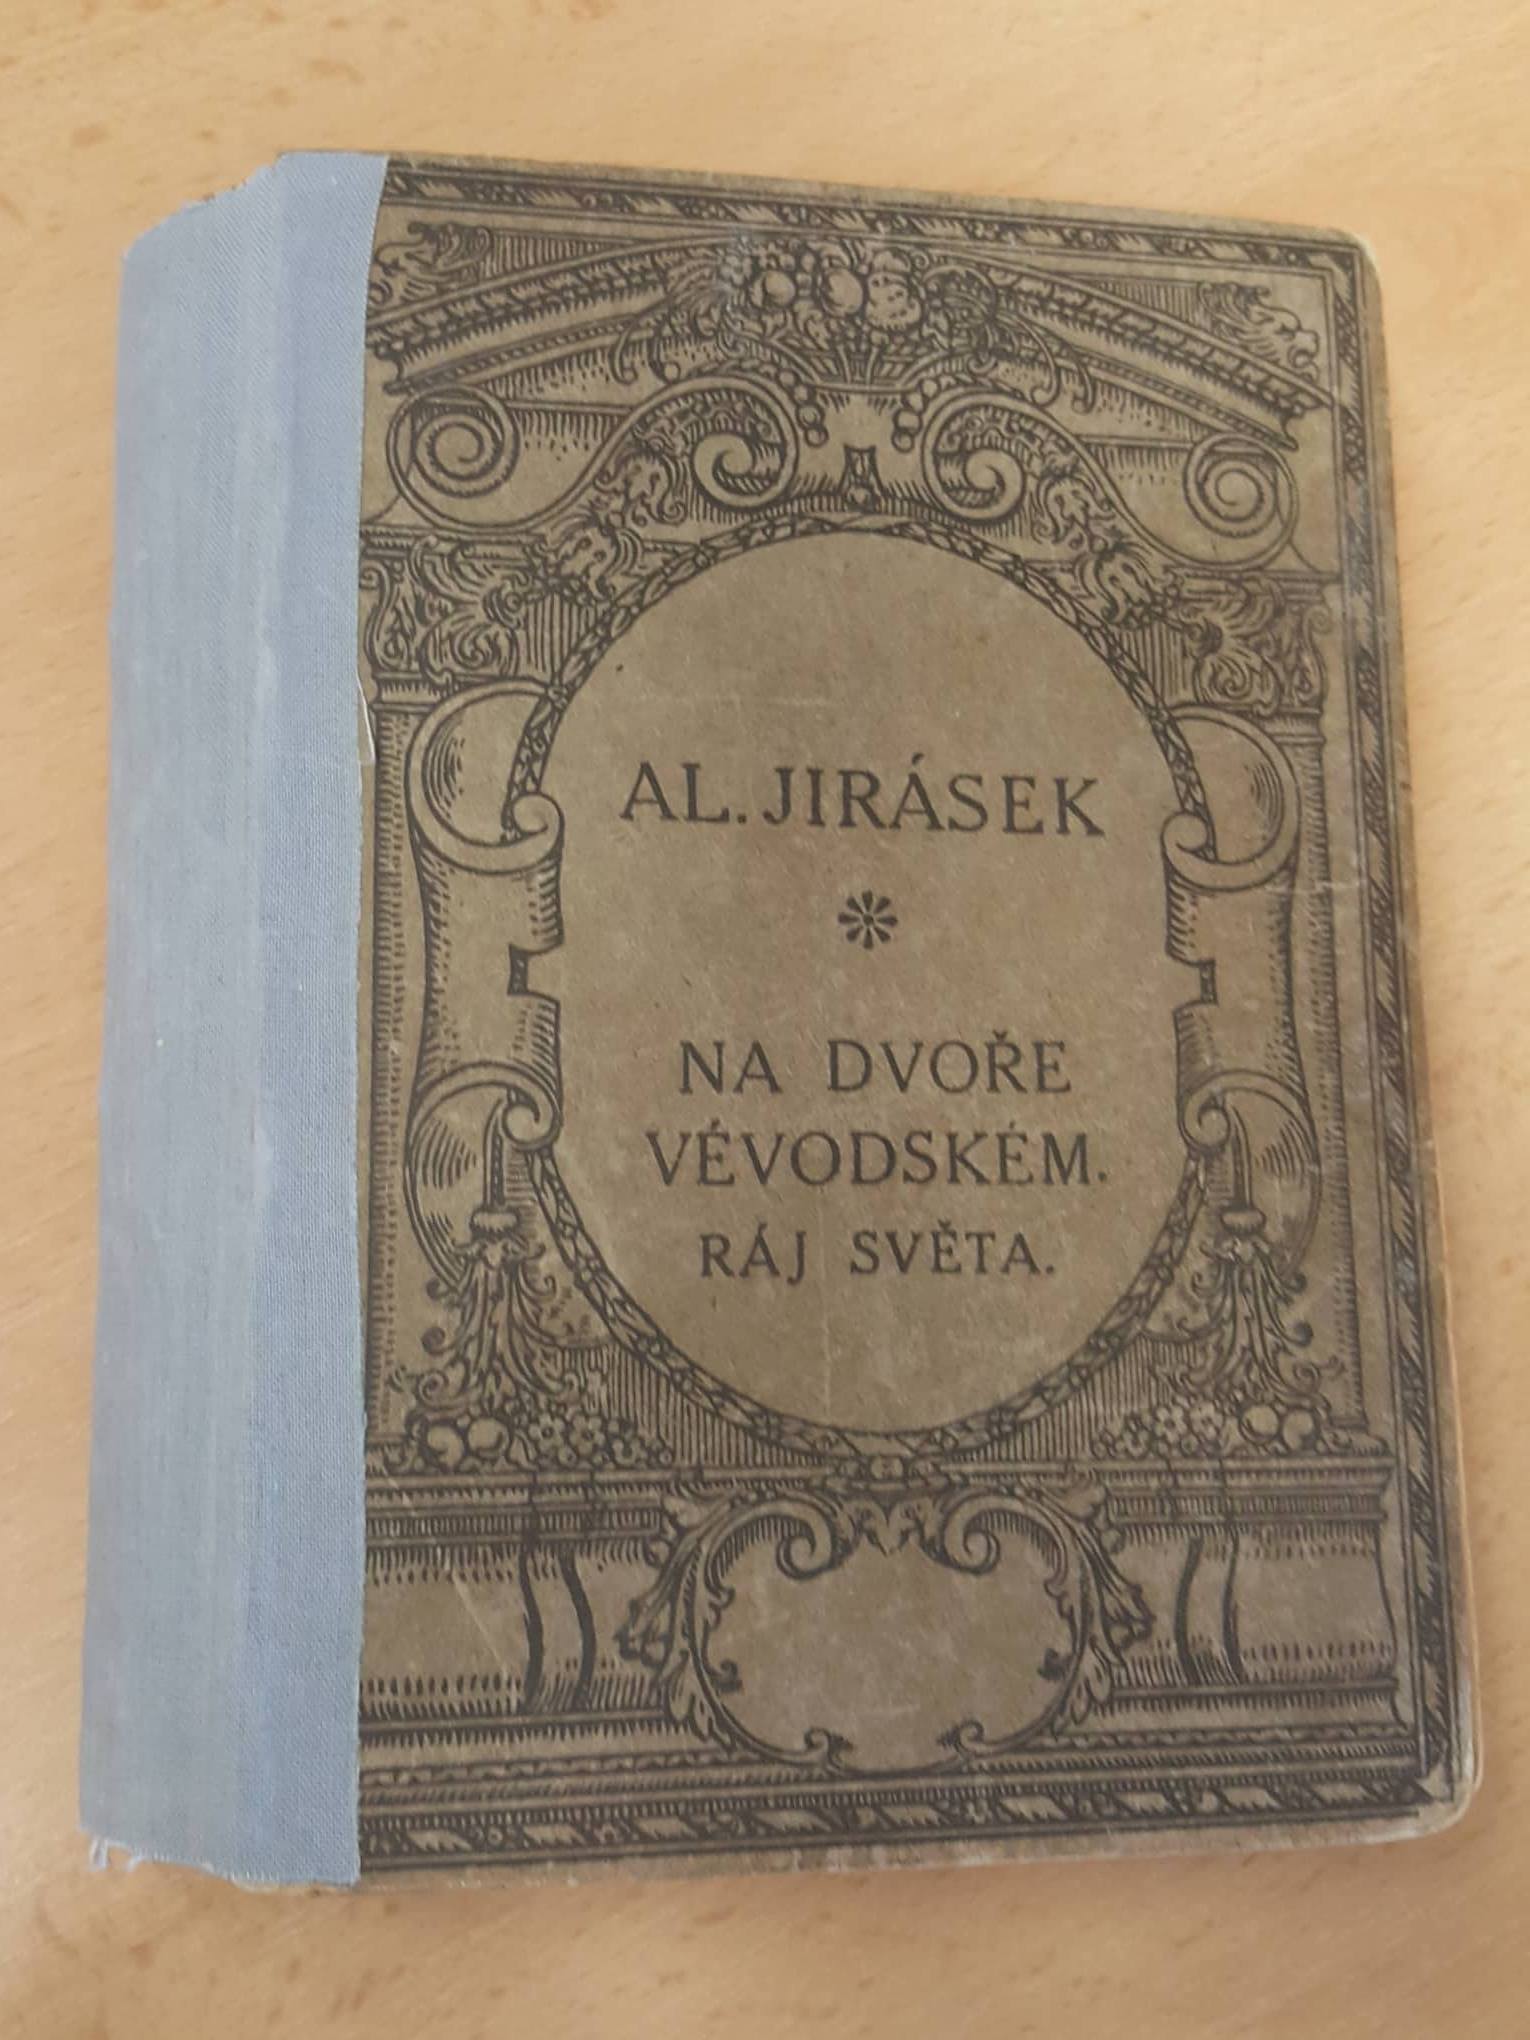 AL. JIRÁSEK
NA DVOŘE
VÉVODSKÉM.
RÁJ SVĚTA.